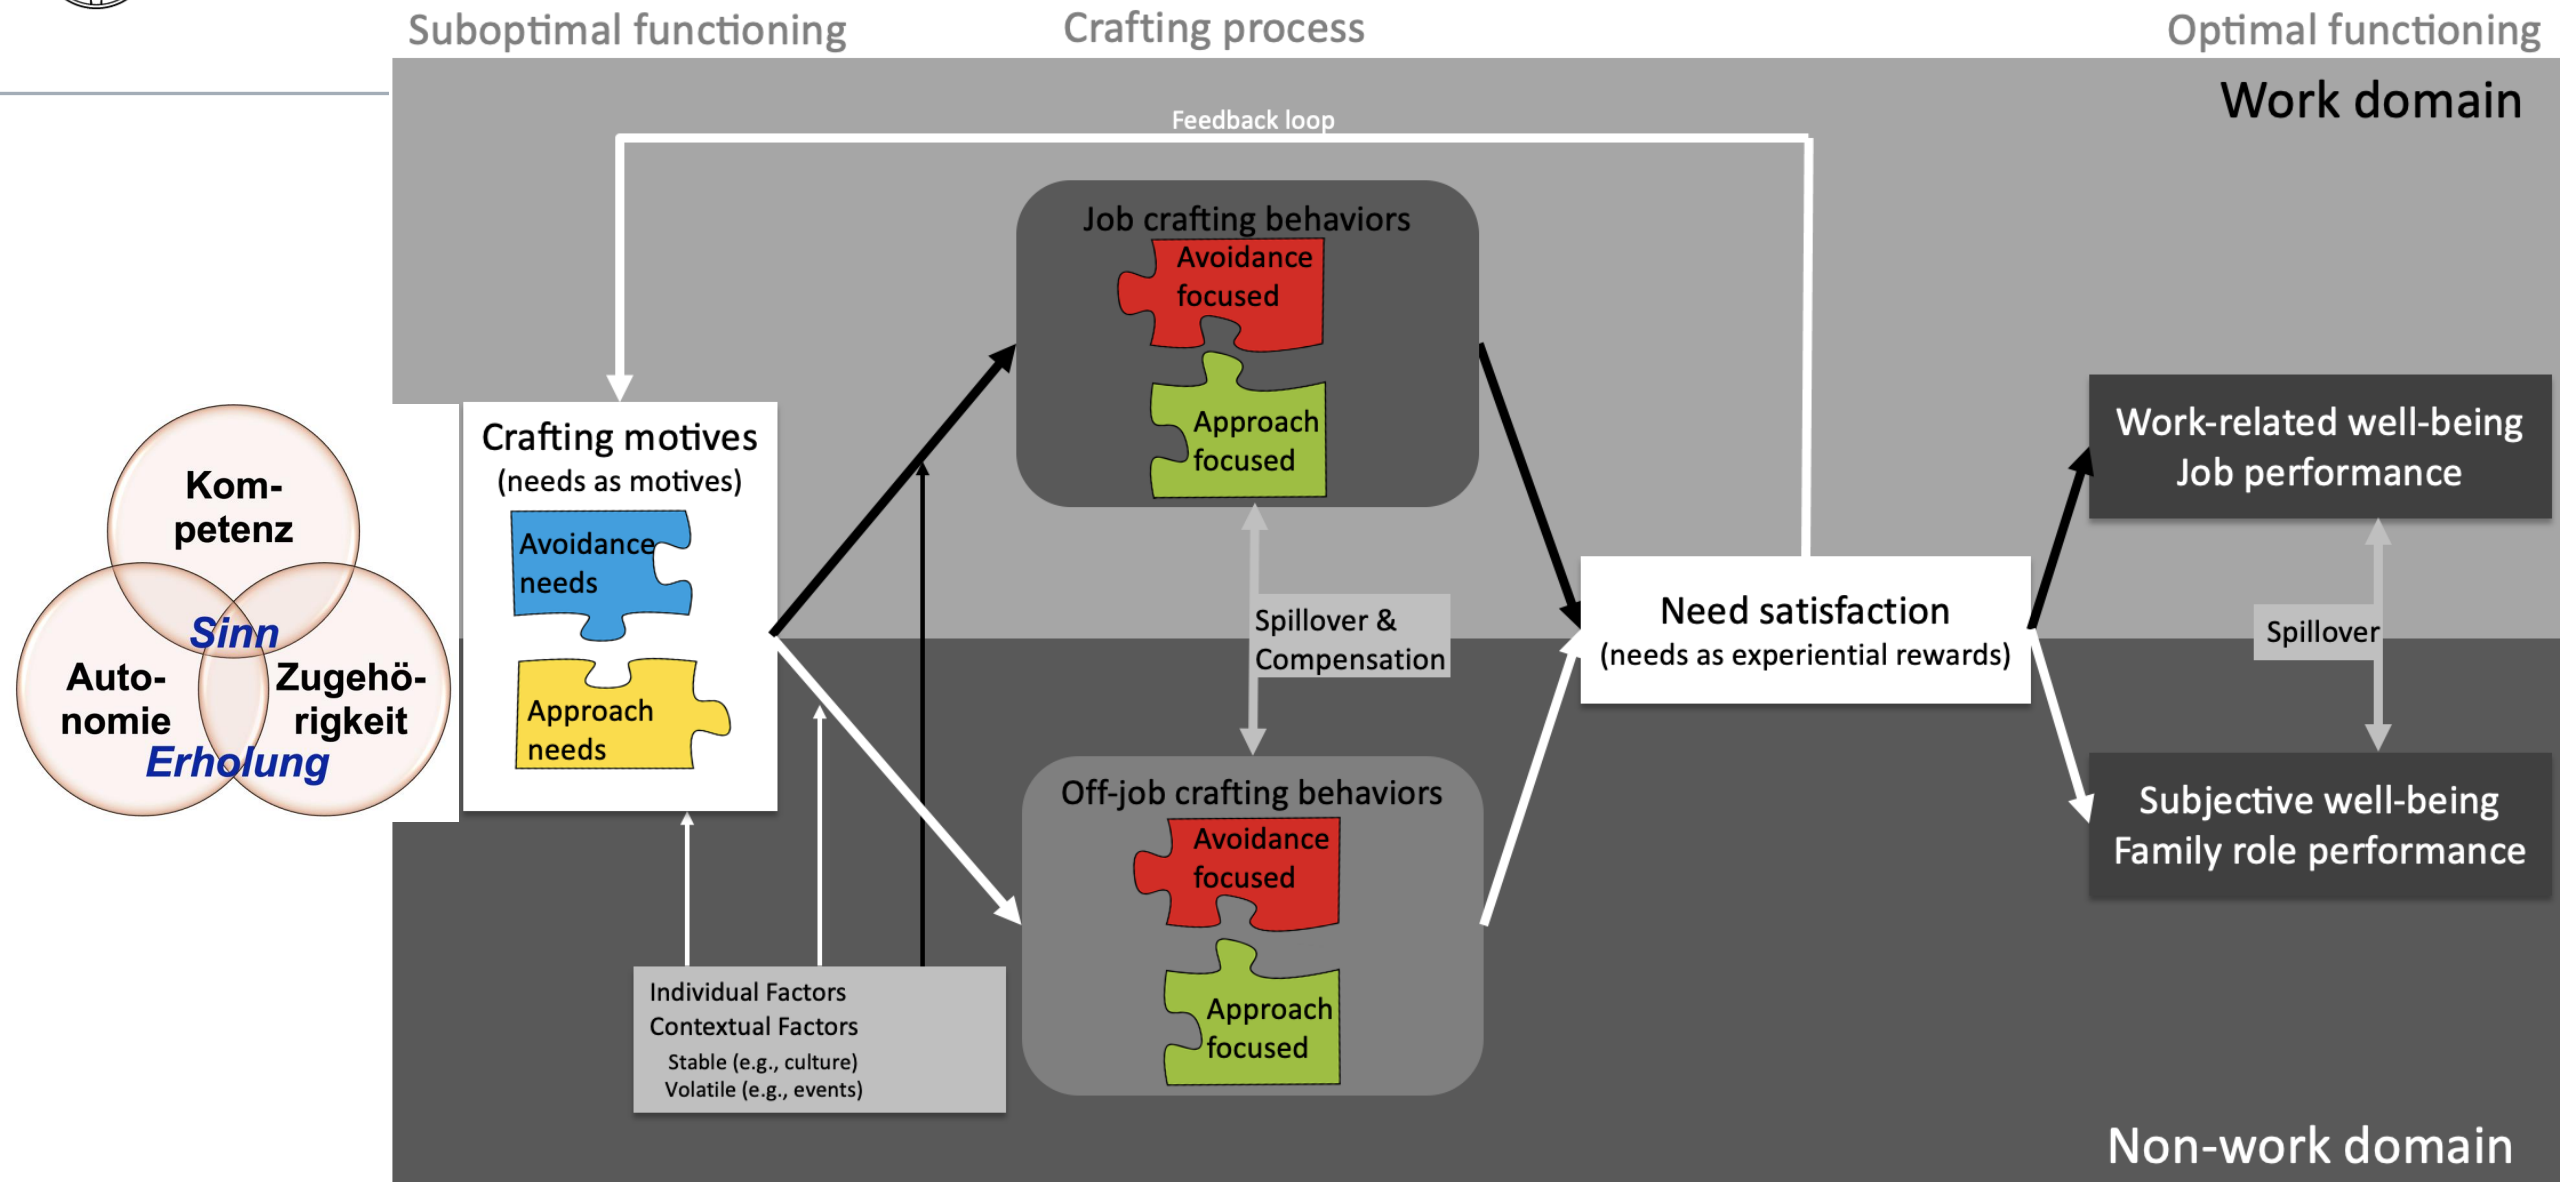 Suboptimal functioning
Crafting process
Optimal functioning
Work domain
Feedback loop
Job crafting behaviors
Avoidance
focused
Approach
focused
Kom-
petenz
Sinn
Auto-
nomie
Zugehö-
rigkeit
Erholung
Crafting motives
(needs as motives)
Avoidance
needs
Approach
needs
Spillover &
Compensation
Need satisfaction
(needs as experiential rewards)
Work-related well-being
Job performance
Spillover
Subjective well-being
Family role performance
Off-job crafting behaviors
Avoidance
focused
Approach
focused
Individual Factors
Contextual Factors
Stable (e.g., culture)
Volatile (e.g., events)
Non-work domain